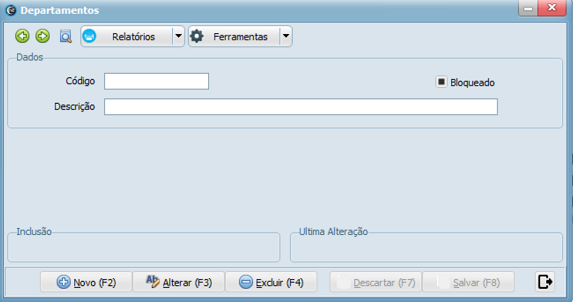 Departamentos
Relatórios
Ferramentas
Dados
Código
Bloqueado
Descrição
Inclusão
Ultima Alteração
Novo (F2)
Alterar (F3)
Excluir (F4)
Descartar (F7)
Salvar (F8)